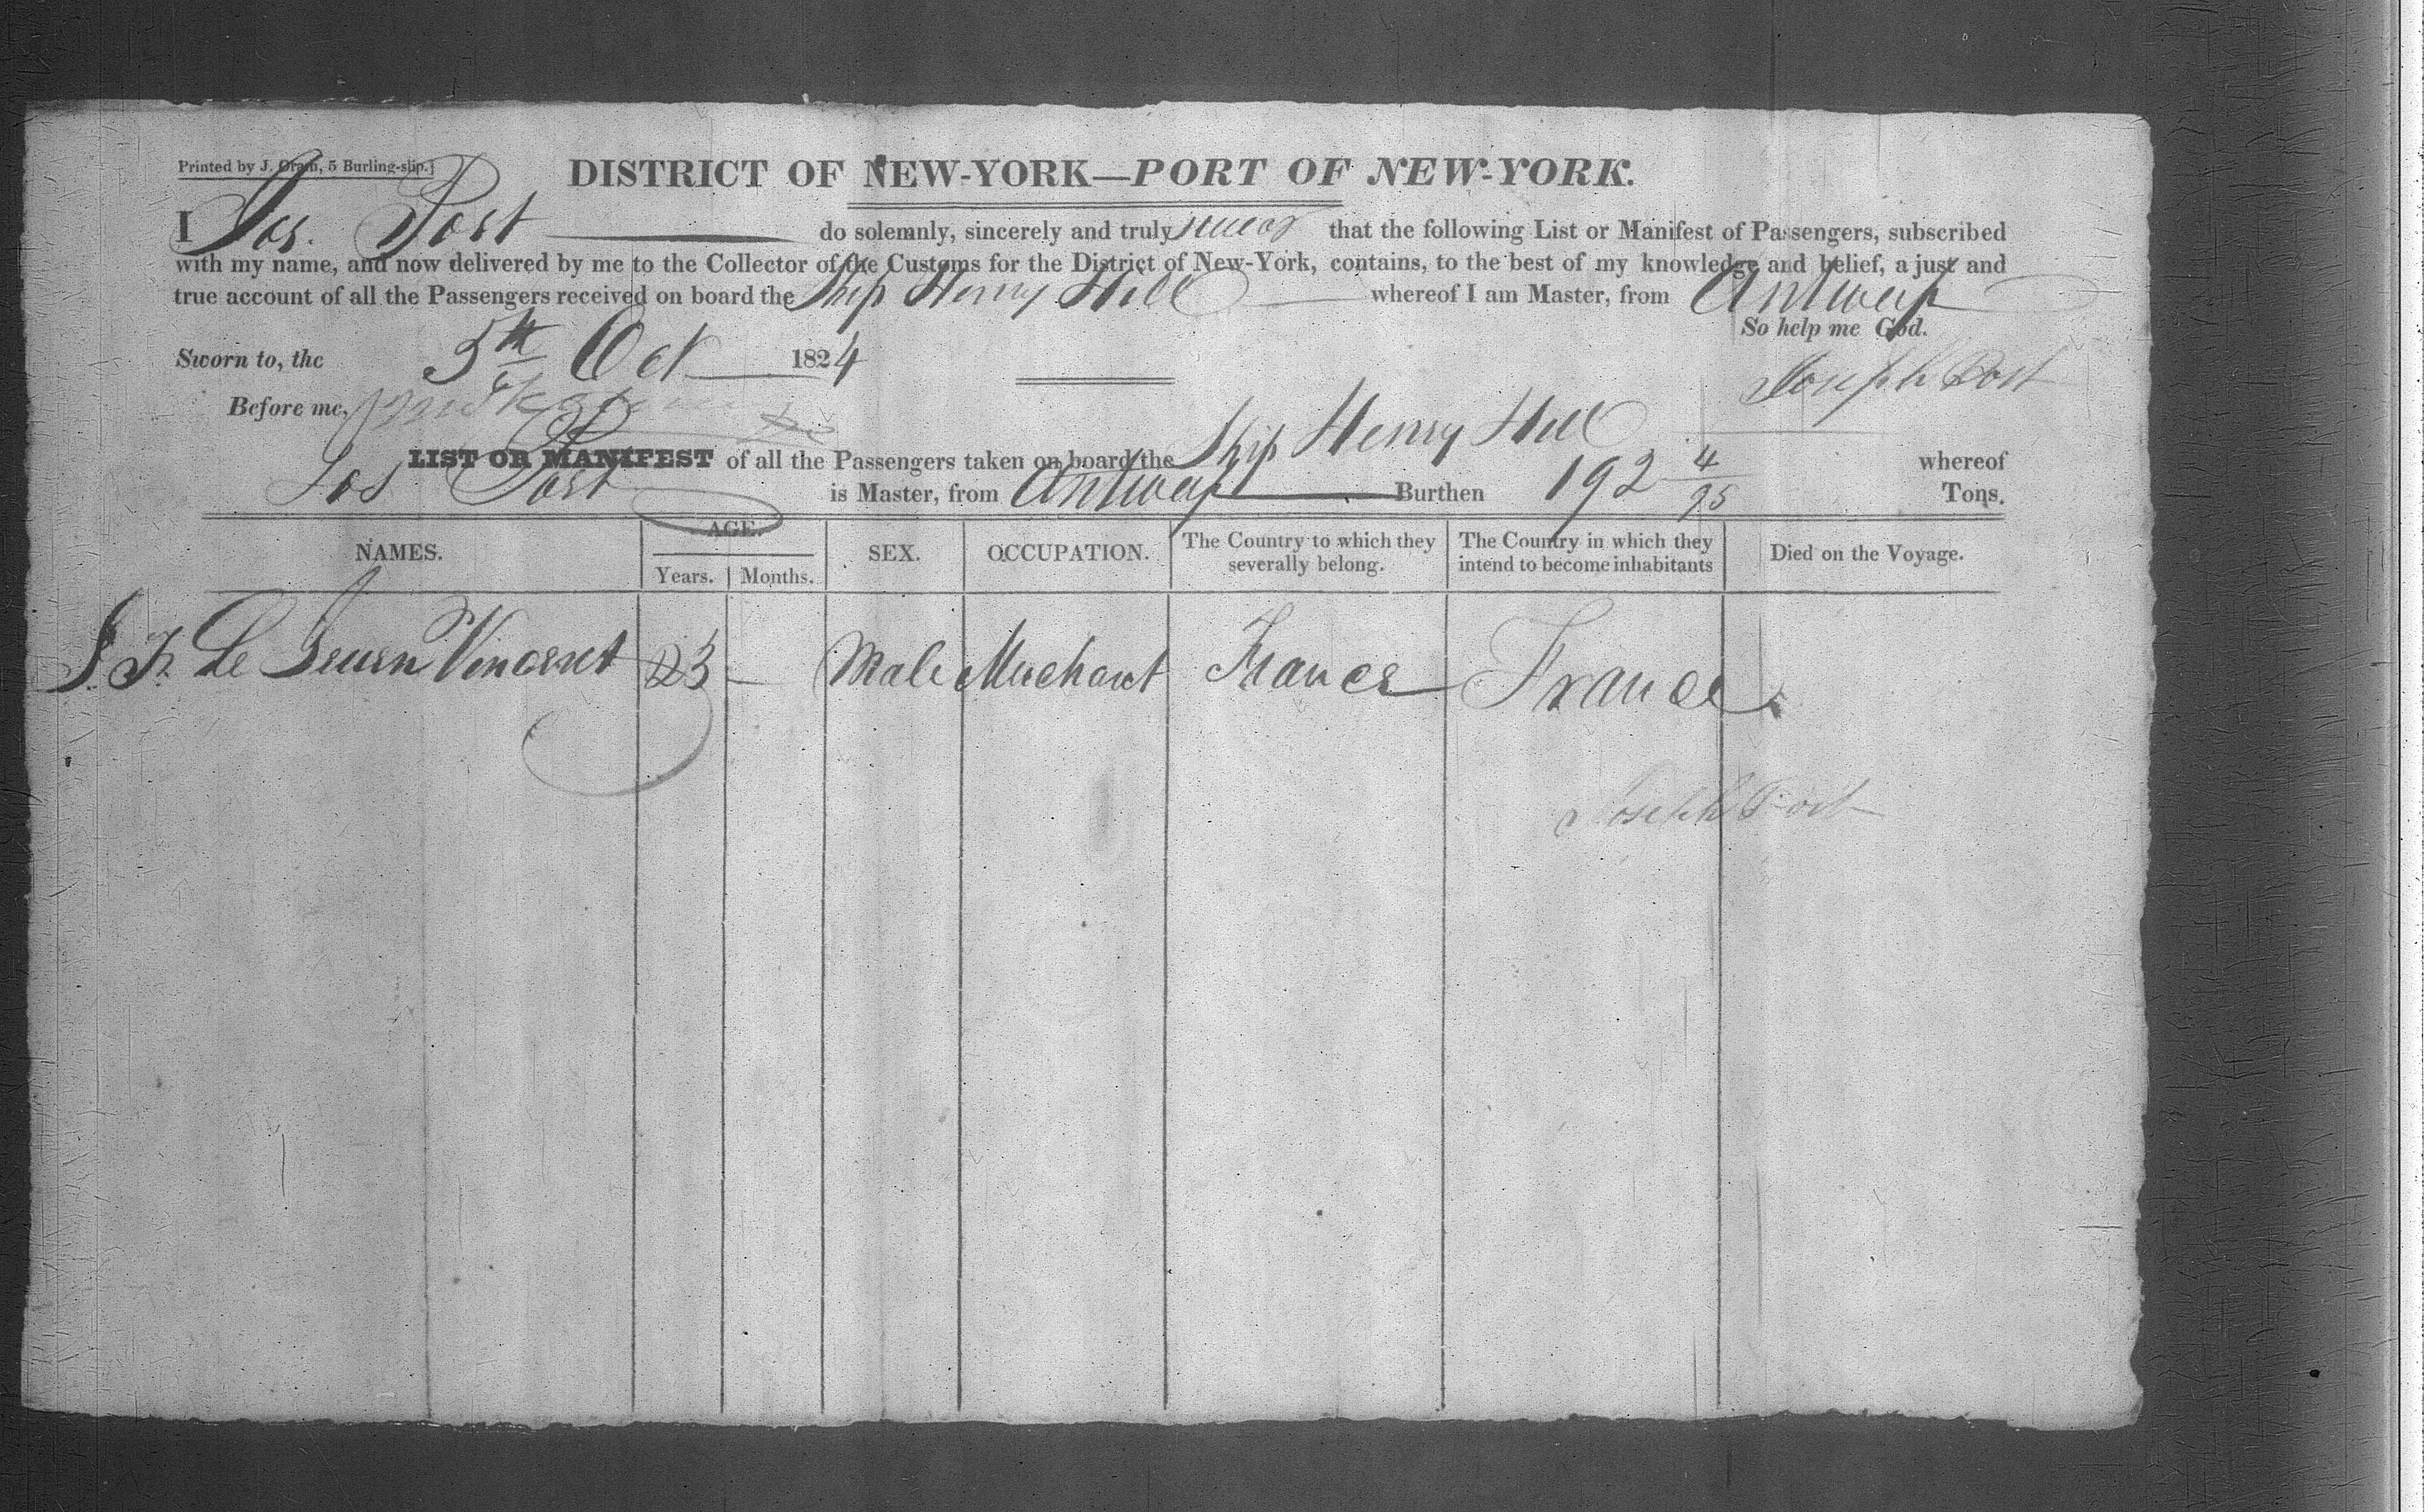 Printed by J. Oram, 5 Burling-slip.]
DISTRICT OF NEW-YORK—PORT OF NEW-YORK.
I Jos. Post do solemnly, sincerely and truly swear that the following List or Manifest of Passengers, subscribed
with my name, and now delivered by me to the Collector of the Customs for the District of New-York, contains, to the best of my knowledge and belief, a just and
true account of all the Passengers received on board the Ship Henry Hill whereof I am Master, from Antwerp
So help me God.
Sworn to, the 5th Oct 1824
Joseph Post
Before me,
LIST OR MANIFEST of all the Passengers taken on board the Ship Henry Hill whereof
Jos Post is Master, from Antwerp Burthen 192 4/95 Tons.
NAMES. AGE. SEX. OCCUPATION. The Country to which they severally belong. The Country in which they intend to become inhabitants Died on the Voyage.
Years. Months.
J. F. Le 23 — Male Merchant France France
Joseph Post